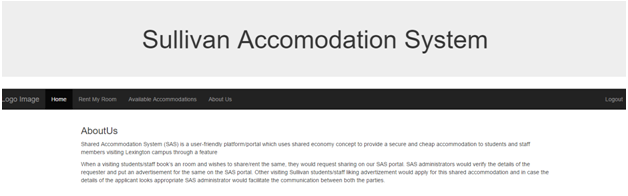 Sullivan Accomodation System
Logo Image Home Rent My Room Available Accommodations About Us Logout
AboutUs
Shared Accommodation System (SAS) is a user-friendly platform/portal which uses shared economy concept to provide a secure and cheap accommodation to students and staff
members visiting Lexington campus through a feature
When a visiting students/staff book's an room and wishes to share/rent the same, they would request sharing on our SAS portal. SAS administrators would verify the details of the
requester and put an advertisement for the same on the SAS portal. Other visiting Sullivan students/staff liking advertizement would apply for this shared accommodation and in case the
details of the applicant looks appropriate SAS administrator would facilitate the communication between both the parties.